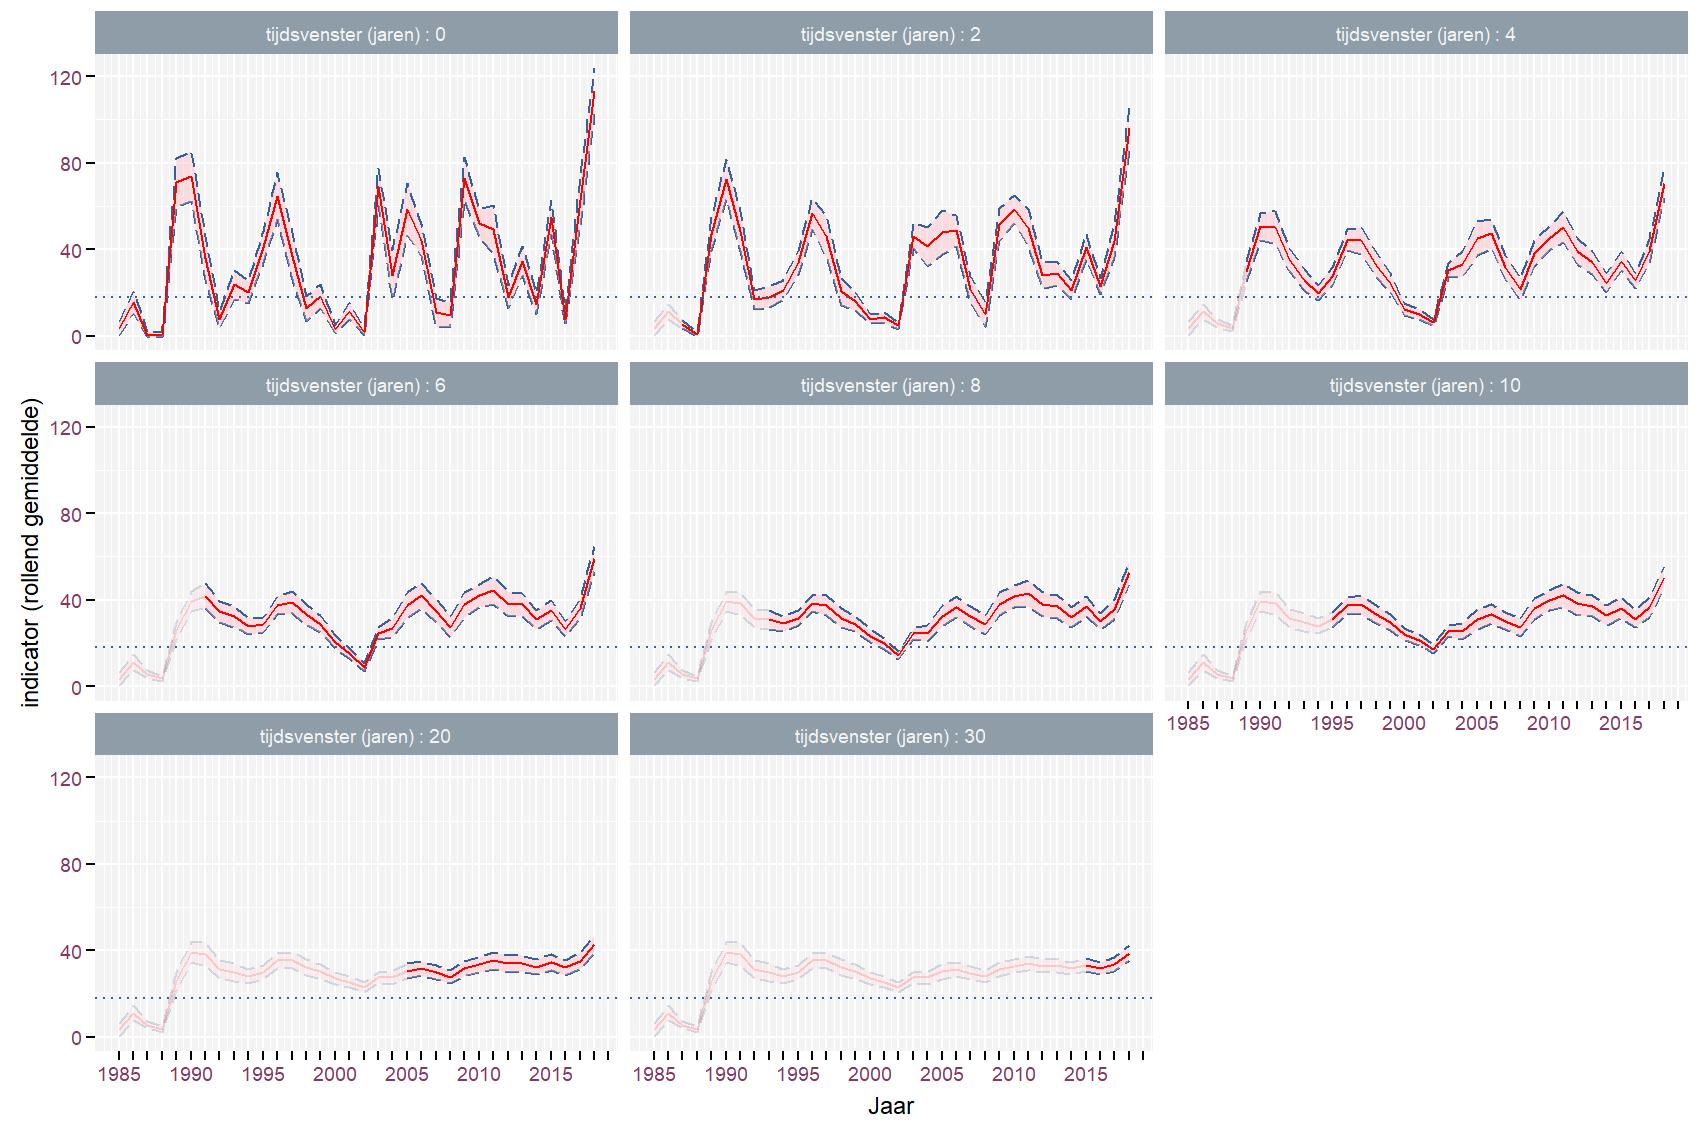 tijdsvenster (jaren) : 0
tijdsvenster (jaren) : 2
tijdsvenster (jaren) : 4
120
80
40
0
tijdsvenster (jaren) : 6
tijdsvenster (jaren) : 8
tijdsvenster (jaren) : 10
120
80
40
0
1985 1990 1995 2000 2005 2010 2015
tijdsvenster (jaren) : 20
tijdsvenster (jaren) : 30
120
80
40
0
1985 1990 1995 2000 2005 2010 2015
1985 1990 1995 2000 2005 2010 2015
indicator (rollend gemiddelde)
Jaar